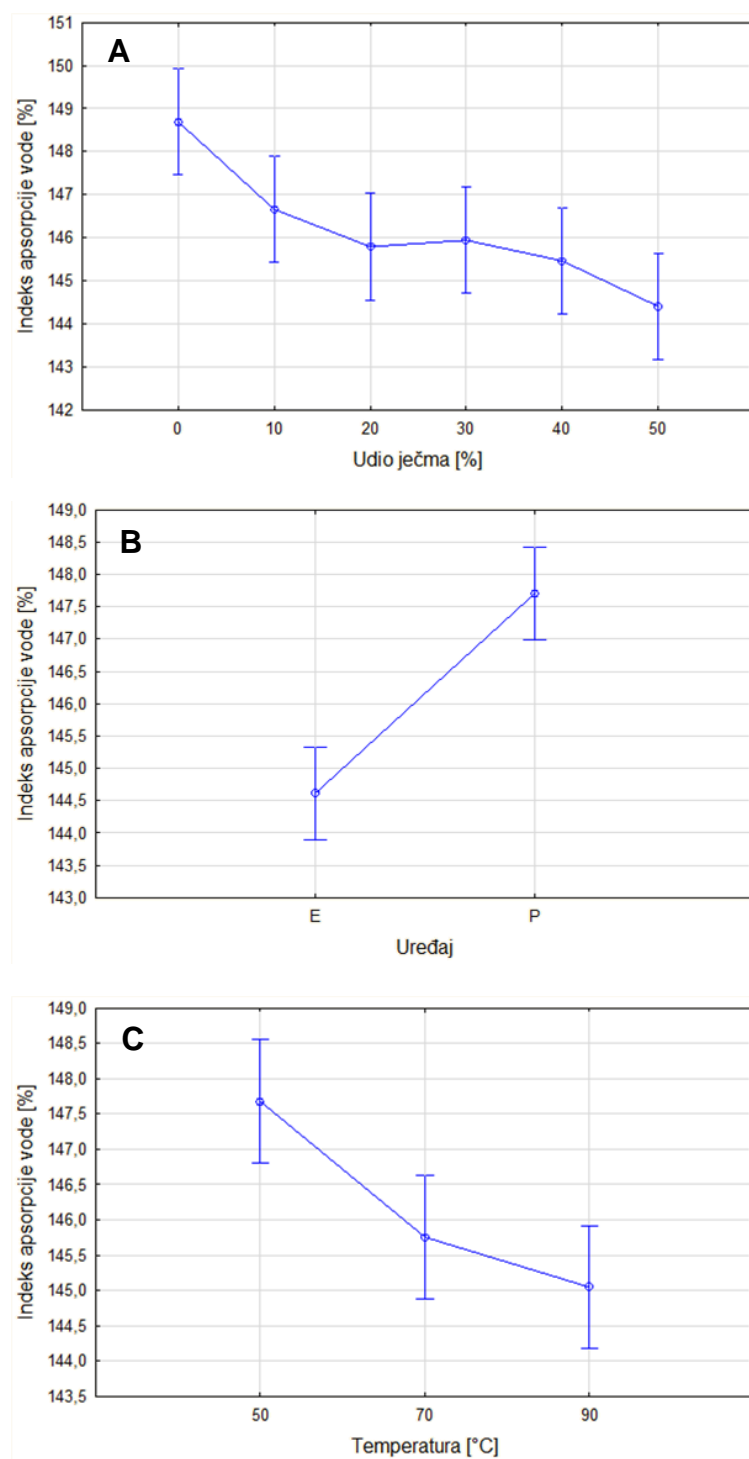 A
151
150
149
148
147
146
145
144
143
142
Indeks apsorpcije vode [%]
0 10 20 30 40 50
Udio ječma [%]
B
149,0
148,5
148,0
147,5
147,0
146,5
146,0
145,5
145,0
144,5
144,0
143,5
143,0
Indeks apsorpcije vode [%]
E P
Uređaj
C
149,0
148,5
148,0
147,5
147,0
146,5
146,0
145,5
145,0
144,5
144,0
143,5
Indeks apsorpcije vode [%]
50 70 90
Temperatura [°C]